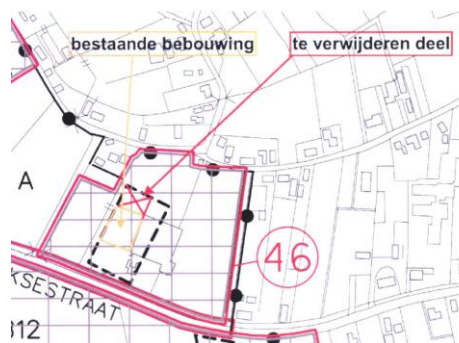 bestaande bebouwing
te verwijderen deel
A
46
KSESTRAAT
312